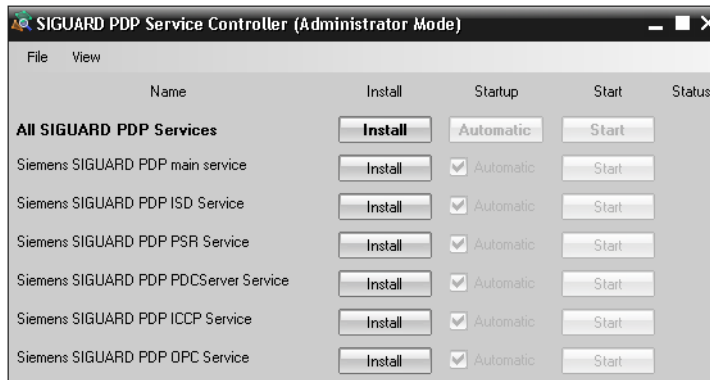 SIGUARD PDP Service Controller (Administrator Mode)
File View
Name Install Startup Start Status
All SIGUARD PDP Services Install Automatic Start
Siemens SIGUARD PDP main service Install Automatic Start
Siemens SIGUARD PDP ISD Service Install Automatic Start
Siemens SIGUARD PDP PSR Service Install Automatic Start
Siemens SIGUARD PDP PDCServer Service Install Automatic Start
Siemens SIGUARD PDP ICCP Service Install Automatic Start
Siemens SIGUARD PDP OPC Service Install Automatic Start